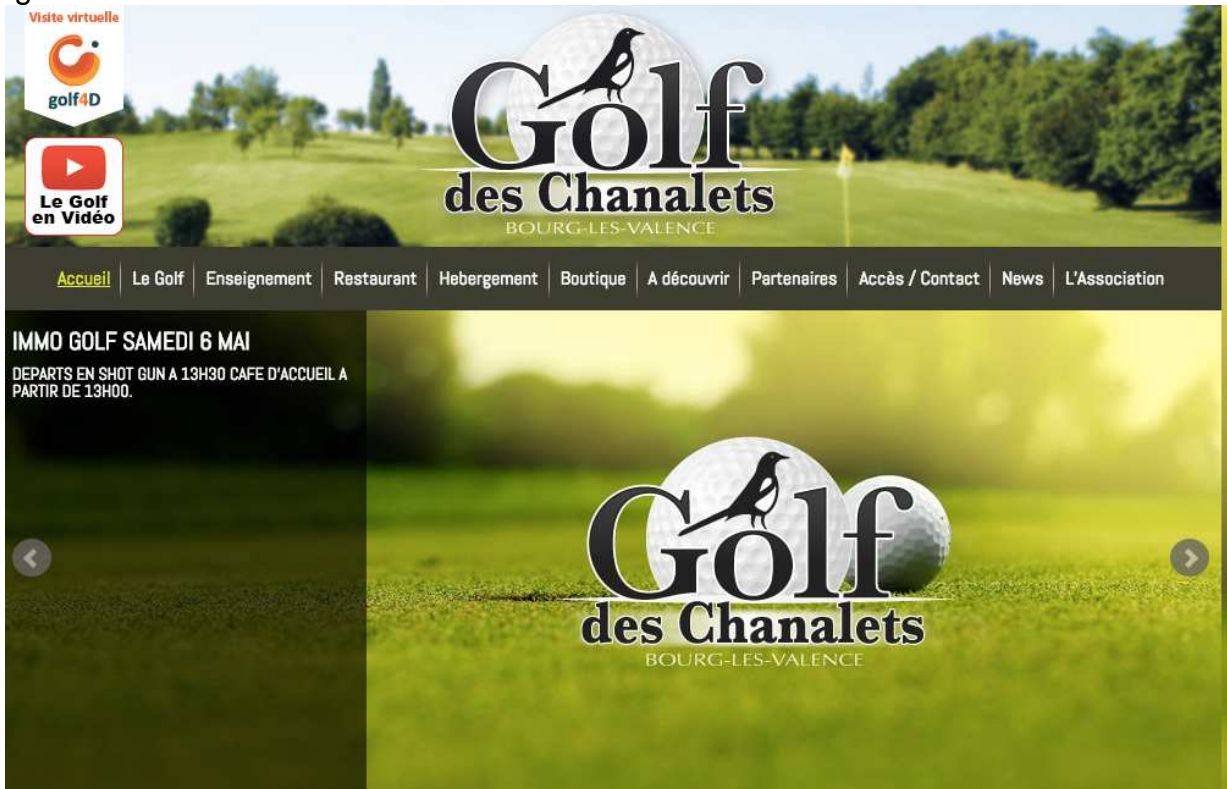 Visite virtuelle
golf4D
Le Golf
en Vidéo
Golf
des Chanalets
BOURG-LES-VALENCE
Accueil Le Golf Enseignement Restaurant Hebergement Boutique A découvrir Partenaires Accès / Contact News L'Association
IMMO GOLF SAMEDI 6 MAI
DEPARTS EN SHOT GUN A 13H30 CAFE D'ACCUEIL A
PARTIR DE 13H00.
Golf
des Chanalets
BOURG-LES-VALENCE